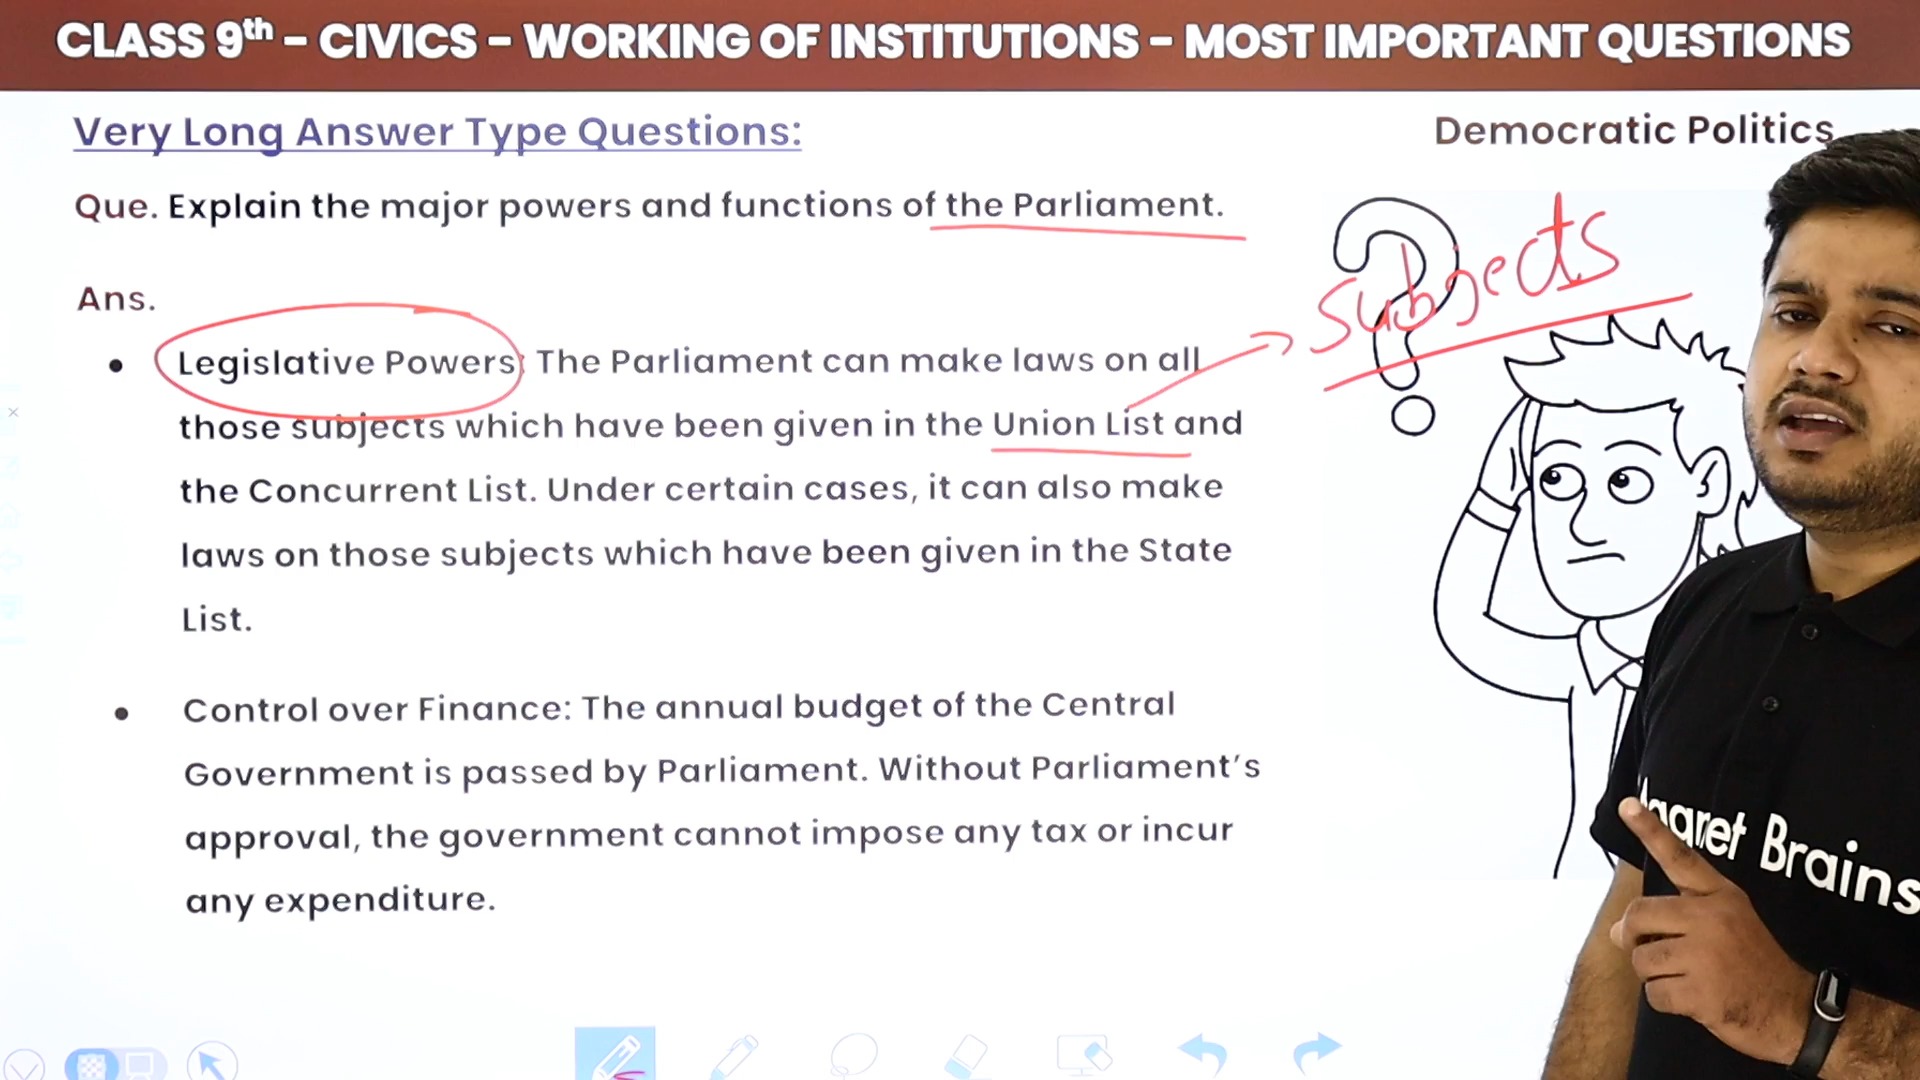 CLASS 9th - CIVICS - WORKING OF INSTITUTIONS - MOST IMPORTANT QUESTIONS
Very Long Answer Type Questions:
Democratic Politics
Que. Explain the major powers and functions of the Parliament.
subjects
Ans.
• Legislative Powers: The Parliament can make laws on all
those subjects which have been given in the Union List and
the Concurrent List. Under certain cases, it can also make
laws on those subjects which have been given in the State
List.
• Control over Finance: The annual budget of the Central
Government is passed by Parliament. Without Parliament's
approval, the government cannot impose any tax or incur
any expenditure.
Brains